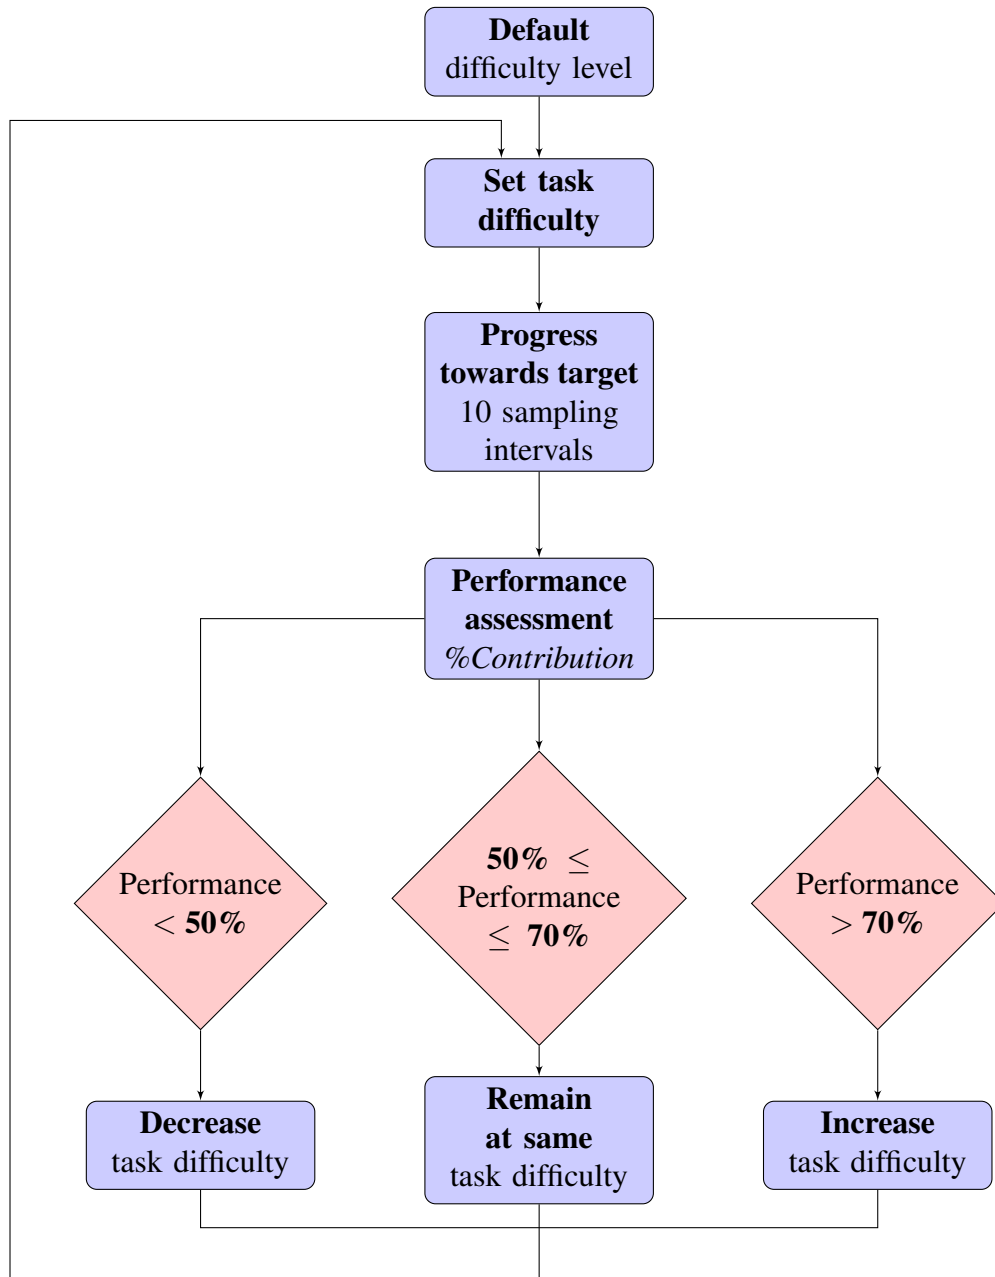 Default
difficulty level
Set task
difficulty
Progress
towards target
10 sampling
intervals
Performance
assessment
%Contribution
Performance
< 50%
50% ≤
Performance
≤ 70%
Performance
> 70%
Decrease
task difficulty
Remain
at same
task difficulty
Increase
task difficulty